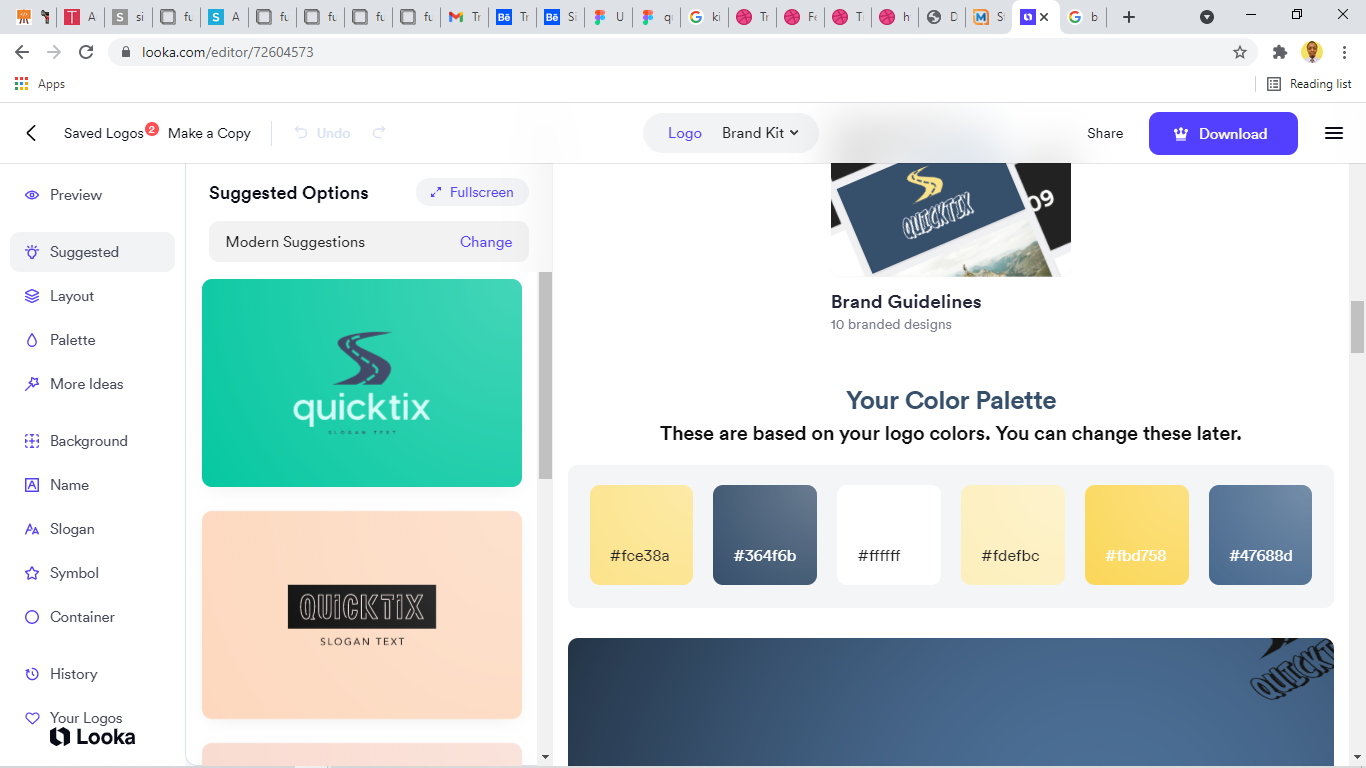 A
si
fu
A
fu
fu
fu
fu
Tr
Tr
Si
U
qu
ki
Tr
Fe
Th
h
D
St
b
looka.com/editor/72604573
Apps
Reading list
Saved Logos 2 Make a Copy
Undo
Logo Brand Kit
Share
Download
Preview
Suggested
Layout
Palette
More Ideas
Background
Name
Slogan
Symbol
Container
History
Your Logos
Looka
Suggested Options
Fullscreen
Modern Suggestions
Change
quicktix
SLOGAN TEXT
QUICKTIX
SLOGAN TEXT
QUICKTIX
09
Brand Guidelines
10 branded designs
Your Color Palette
These are based on your logo colors. You can change these later.
#fce38a
#364f6b
#ffffff
#fdefbc
#fbd758
#47688d